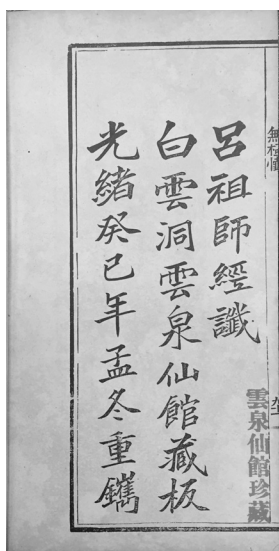 呂祖師經讖
白雲洞雲泉仙館藏板
光緒癸巳年孟冬重鐫
雲泉仙館珍藏